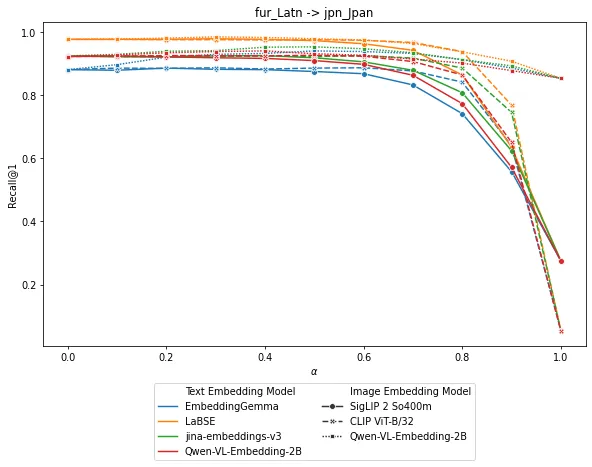 fur_Latn -> jpn_Jpan
Recall@1
1.0
0.8
0.6
0.4
0.2
0.0 0.2 0.4 0.6 0.8 1.0
α
Text Embedding Model
EmbeddingGemma
LaBSE
jina-embeddings-v3
Qwen-VL-Embedding-2B
Image Embedding Model
SigLIP 2 So400m
CLIP ViT-B/32
Qwen-VL-Embedding-2B